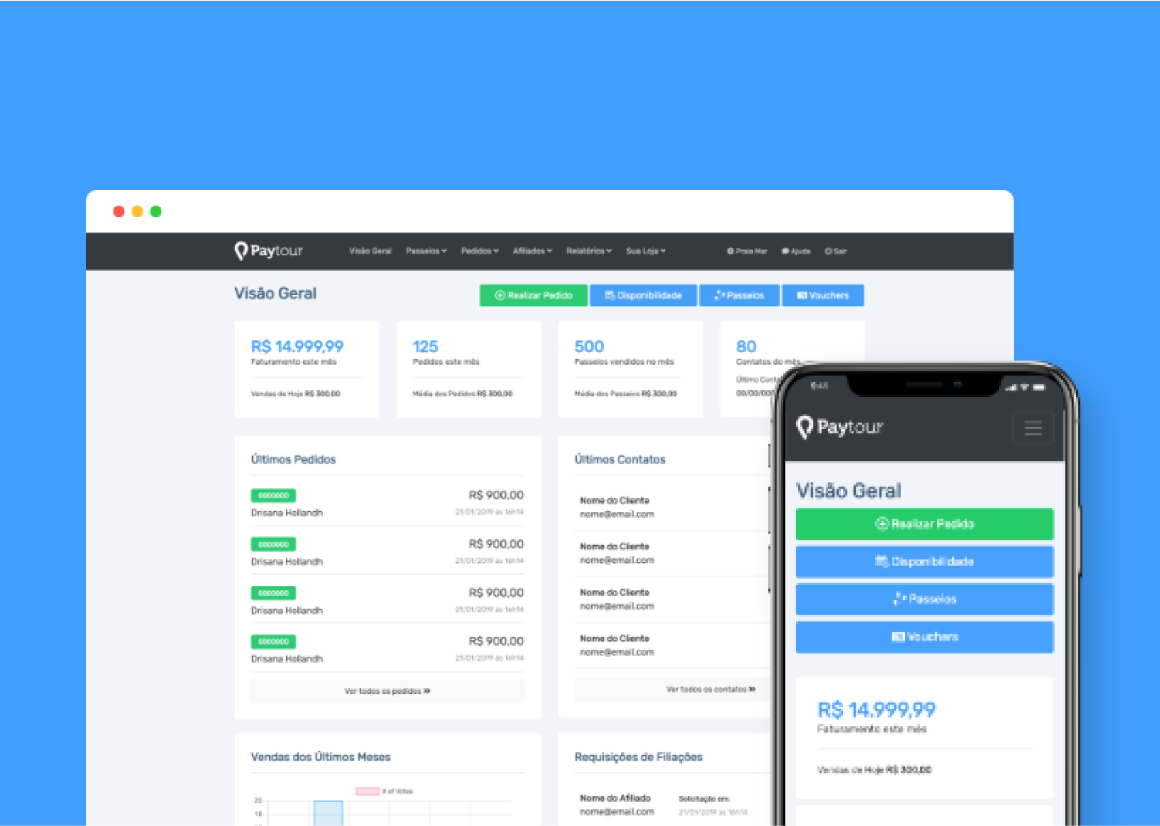 Paytour
Visão Geral Passeios Pedidos Afiliados Relatórios Sua Loja Praia Mar Ajuda Sair
Visão Geral
Realizar Pedido Disponibilidade Passeios Vouchers
R$ 14.999,99
Faturamento este mês
Vendas de Hoje R$ 300,00
125
Pedidos este mês
Média dos Pedidos R$ 300,00
500
Passeios vendidos no mês
Média dos Passeios R$ 300,00
80
Contatos do mês
Último Conta
00/00/00
Últimos Pedidos
0000000 R$ 900,00
Drisana Hollandh 21/01/2019 às 16h14
0000000 R$ 900,00
Drisana Hollandh 21/01/2019 às 16h14
0000000 R$ 900,00
Drisana Hollandh 21/01/2019 às 16h14
0000000 R$ 900,00
Drisana Hollandh 21/01/2019 às 16h14
Ver todos os pedidos »
Últimos Contatos
Nome do Cliente
nome@email.com
Nome do Cliente
nome@email.com
Nome do Cliente
nome@email.com
Nome do Cliente
nome@email.com
Ver todos os contatos »
Vendas dos Últimos Meses
# of Votes
20
18
Requisições de Filiações
Nome do Afiliado Solicitação em:
nome@email.com 21/01/2019 às 16h14
9:41
Paytour
Visão Geral
Realizar Pedido
Disponibilidade
Passeios
Vouchers
R$ 14.999,99
Faturamento este mês
Vendas de Hoje R$ 300,00